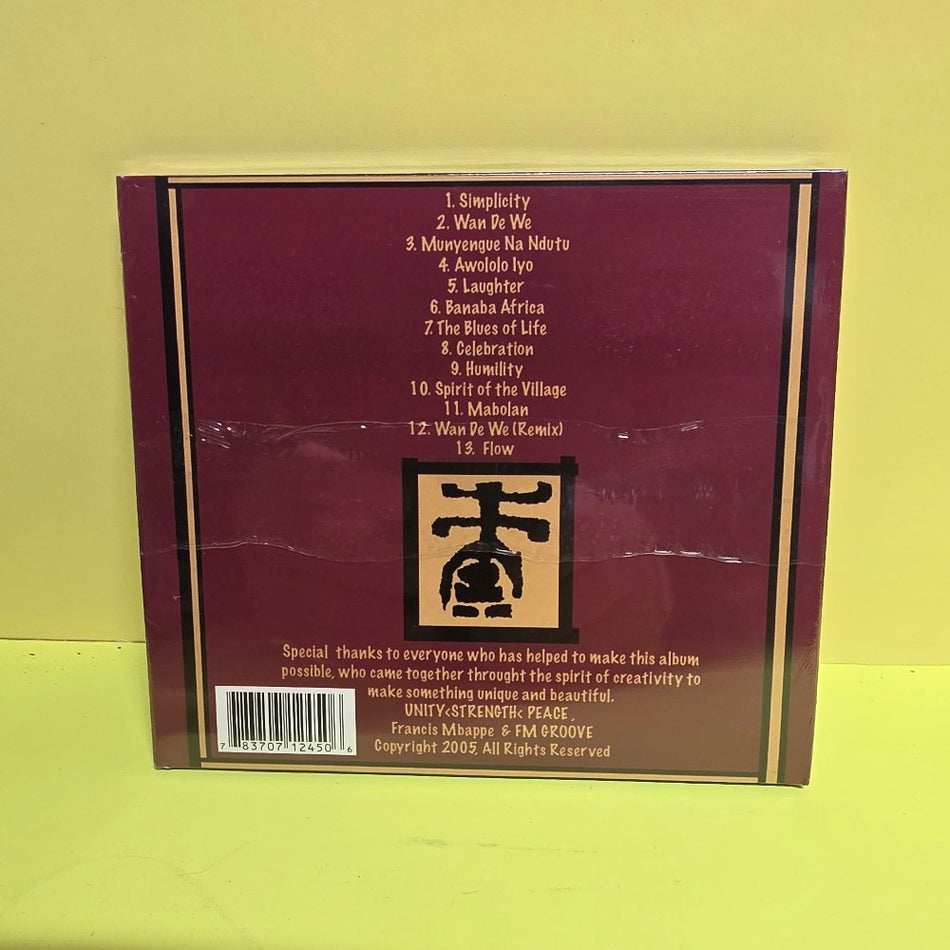 1. Simplicity
2. Wan De We
3. Munyengue Na Ndutu
4. Awololo Iyo
5. Laughter
6. Banaba Africa
7. The Blues of Life
8. Celebration
9. Humility
10. Spirit of the Village
11. Mabolan
12. Wan De We (Remix)
13. Flow
Special thanks to everyone who has helped to make this album
possible, who came together throught the spirit of creativity to
make something unique and beautiful.
UNITY<STRENGTH< PEACE,
Francis Mbappe & FM GROOVE
Copyright 2005, All Rights Reserved
7 83707 12450 6